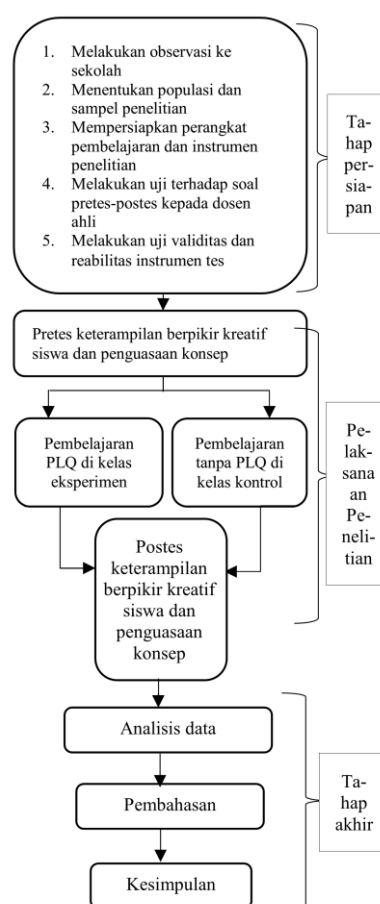 1. Melakukan observasi ke
sekolah
2. Menentukan populasi dan
sampel penelitian
3. Mempersiapkan perangkat
pembelajaran dan instrumen
penelitian
4. Melakukan uji terhadap soal
pretes-postes kepada dosen
ahli
5. Melakukan uji validitas dan
reabilitas instrumen tes
Ta-
hap
per-
sia-
pan
Pretes keterampilan berpikir kreatif
siswa dan penguasaan konsep
Pembelajaran
PLQ di kelas
eksperimen
Pembelajaran
tanpa PLQ di
kelas kontrol
Pe-
lak-
sana-
an
Pe-
neli-
tian
Postes
keterampilan
berpikir kreatif
siswa dan
penguasaan
konsep
Analisis data
Pembahasan
Kesimpulan
Ta-
hap
akhir